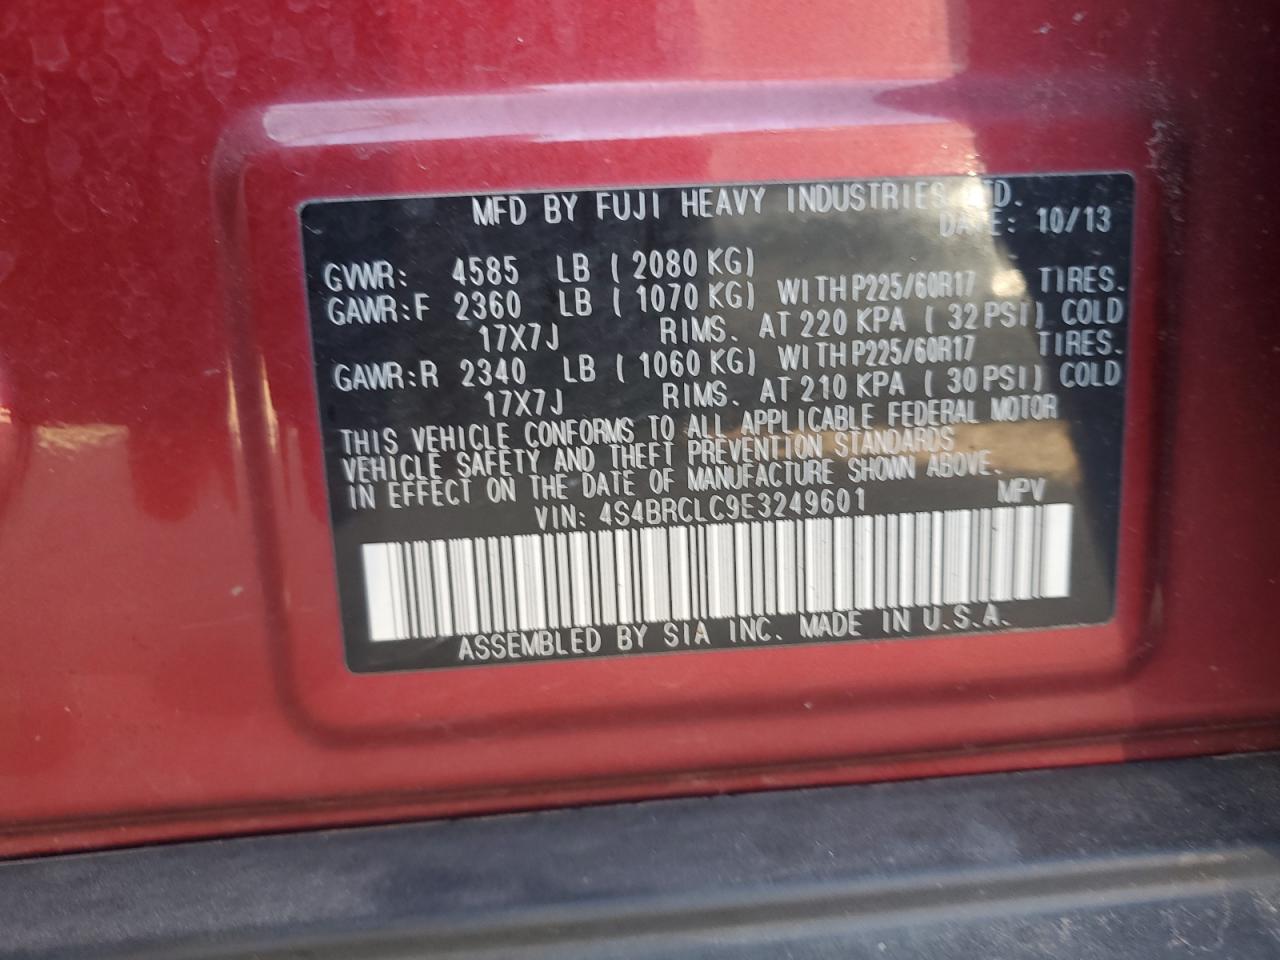 MFD BY FUJI HEAVY INDUSTRIES LTD.
DATE: 10/13
GVWR: 4585 LB ( 2080 KG)
GAWR:F 2360 LB ( 1070 KG) WITH P225/60R17 TIRES.
17X7J RIMS. AT 220 KPA ( 32 PSI) COLD
GAWR:R 2340 LB ( 1060 KG) WITH P225/60R17 TIRES.
17X7J RIMS. AT 210 KPA ( 30 PSI) COLD
THIS VEHICLE CONFORMS TO ALL APPLICABLE FEDERAL MOTOR
VEHICLE SAFETY AND THEFT PREVENTION STANDARDS
IN EFFECT ON THE DATE OF MANUFACTURE SHOWN ABOVE.
VIN: 4S4BRCLC9E3249601 MPV
ASSEMBLED BY SIA INC. MADE IN U.S.A.